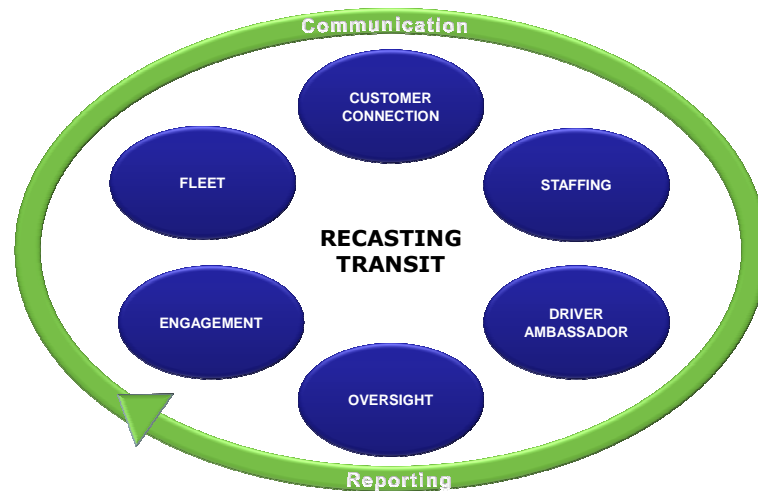 Communication
CUSTOMER
CONNECTION
FLEET
STAFFING
RECASTING
TRANSIT
ENGAGEMENT
DRIVER
AMBASSADOR
OVERSIGHT
Reporting